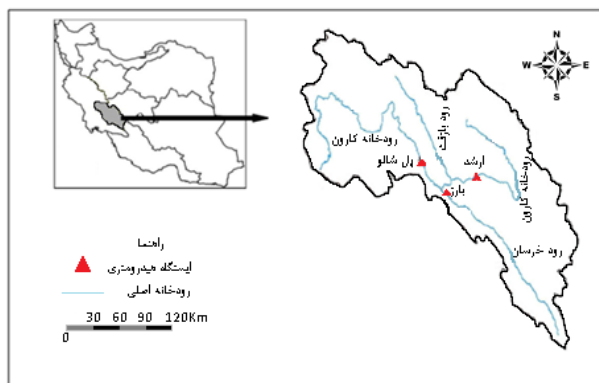 N
W E
S
رودخانه کارون
رود بازفت
پل شالو
ارشد
رودخانه کارون
بارز
رود خرسان
راهنما
ایستگاه هیدرومتری
رودخانه اصلی
30 60 90 120Km
0